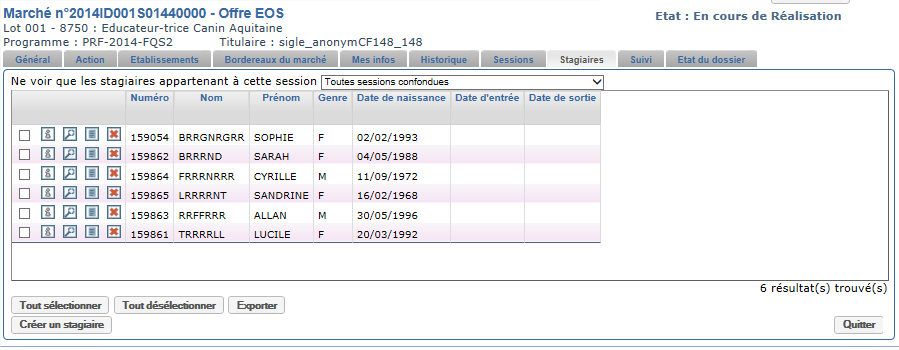 Marché n°2014ID001S01440000 - Offre EOS
Etat : En cours de Réalisation
Lot 001 - 8750 : Educateur-trice Canin Aquitaine
Programme : PRF-2014-FQS2 Titulaire : sigle_anonymCF148_148
Général Action Etablissements Bordereaux du marché Mes infos Historique Sessions Stagiaires Suivi Etat du dossier
Ne voir que les stagiaires appartenant à cette session Toutes sessions confondues
Numéro Nom Prénom Genre Date de naissance Date d'entrée Date de sortie
159054 BRRGNRGRR SOPHIE F 02/02/1993
159862 BRRRND SARAH F 04/05/1988
159864 FRRRNRRR CYRILLE M 11/09/1972
159865 LRRRRNT SANDRINE F 16/02/1968
159863 RRFFRRR ALLAN M 30/05/1996
159861 TRRRRLL LUCILE F 20/03/1992
6 résultat(s) trouvé(s)
Tout sélectionner Tout désélectionner Exporter
Créer un stagiaire Quitter